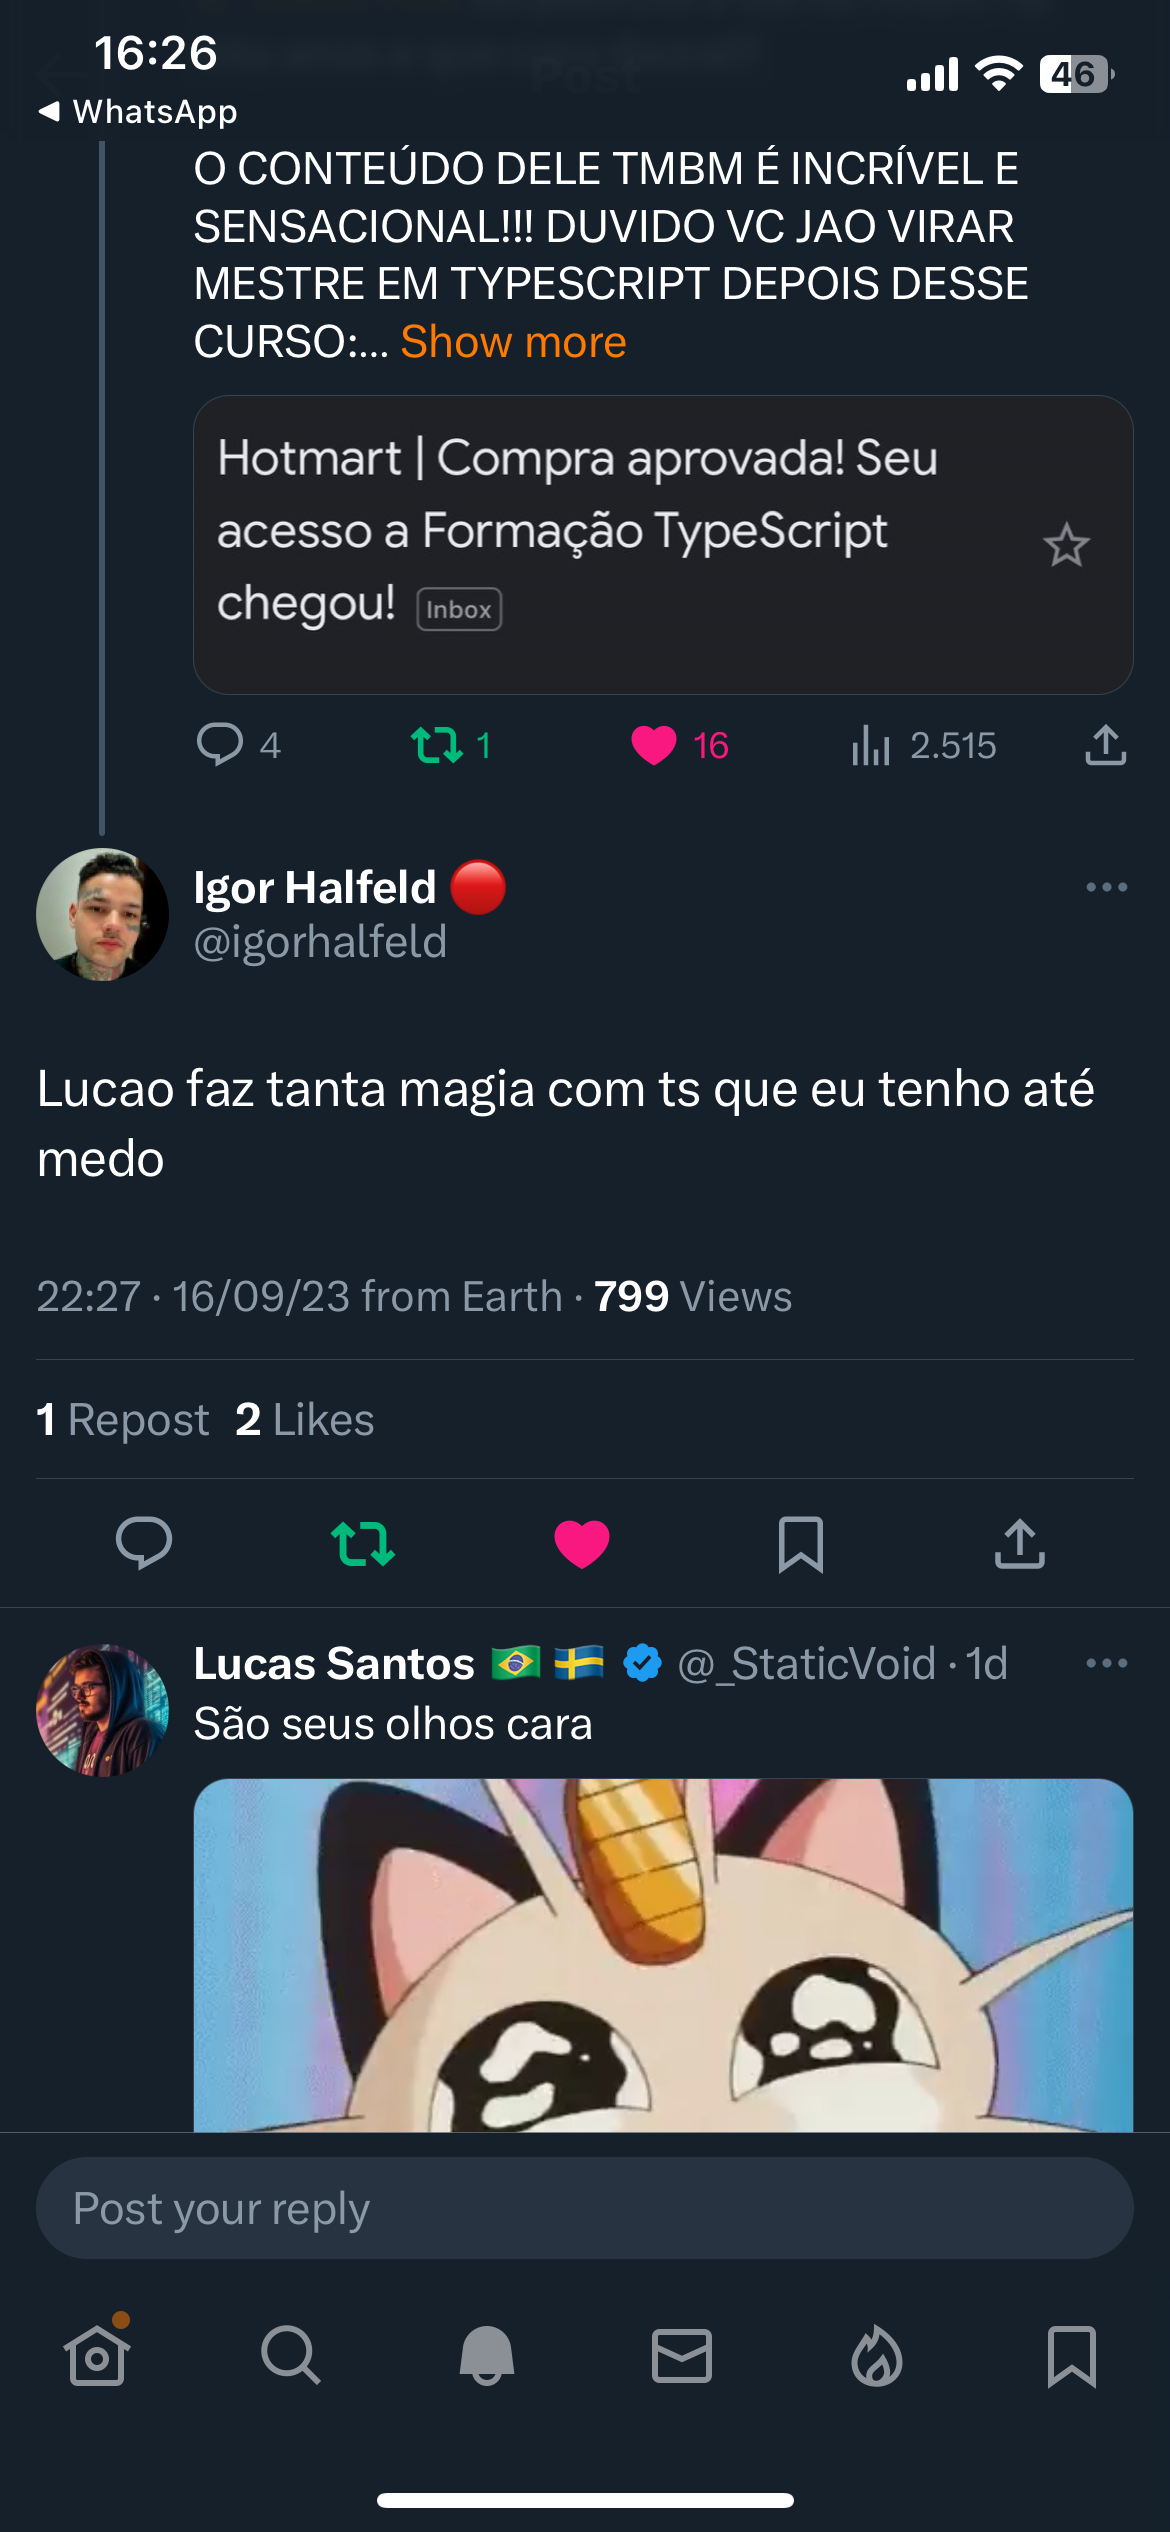 16:26
46
◀ WhatsApp
Post
O CONTEÚDO DELE TMBM É INCRÍVEL E
SENSACIONAL!!! DUVIDO VC JAO VIRAR
MESTRE EM TYPESCRIPT DEPOIS DESSE
CURSO:... Show more
Hotmart | Compra aprovada! Seu
acesso a Formação TypeScript
chegou! Inbox
4 1 16 2.515
Igor Halfeld 🔴
@igorhalfeld
Lucao faz tanta magia com ts que eu tenho até
medo
22:27 · 16/09/23 from Earth · 799 Views
1 Repost 2 Likes
Lucas Santos 🇧🇷 🇸🇪 @_StaticVoid · 1d
São seus olhos cara
Post your reply